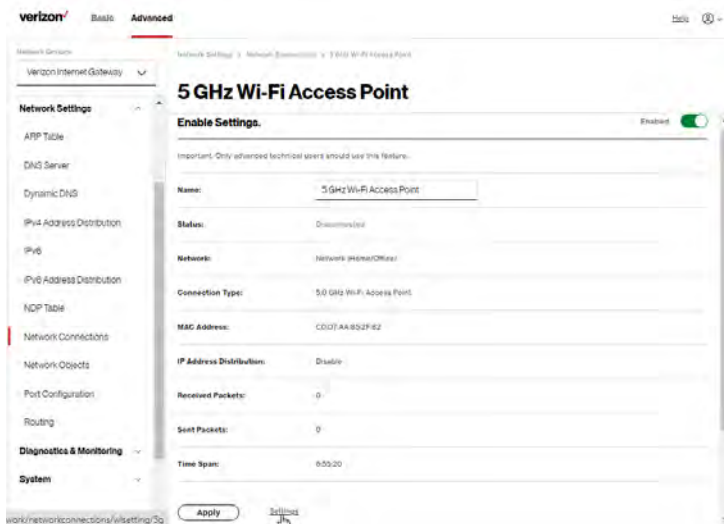 verizon
Basic Advanced
Help
Verizon Internet Gateway
Network Settings
ARP Table
DNS Server
Dynamic DNS
IPv4 Address Distribution
IPv6
IPv6 Address Distribution
NDP Table
Network Connections
Network Objects
Port Configuration
Routing
Diagnostics & Monitoring
System
Network Settings > Network Connections > 5 GHz Wi-Fi Access Point
5 GHz Wi-Fi Access Point
Enable Settings.
Enabled
Important: Only advanced technical users should use this feature.
Name: 5 GHz Wi-Fi Access Point
Status: Disconnected
Network: Network (Home/Office)
Connection Type: 5.0 GHz Wi-Fi Access Point
MAC Address:
IP Address Distribution: Disable
Received Packets: 0
Sent Packets: 0
Time Span: 6:55:20
Apply Settings